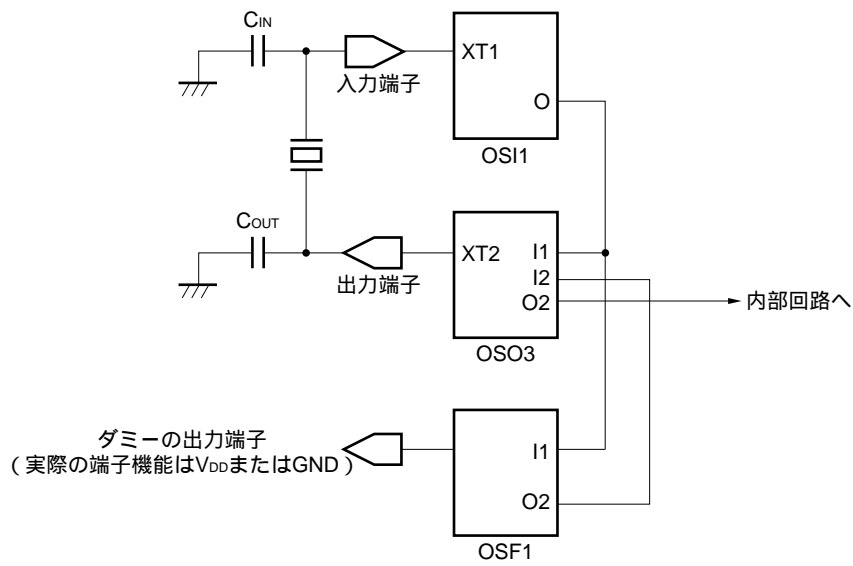 CIN
XT1
入力端子
O
OSI1
COUT
XT2
I1
I2
O2
出力端子
内部回路へ
OSO3
ダミーの出力端子
（実際の端子機能はVDDまたはGND）
I1
O2
OSF1